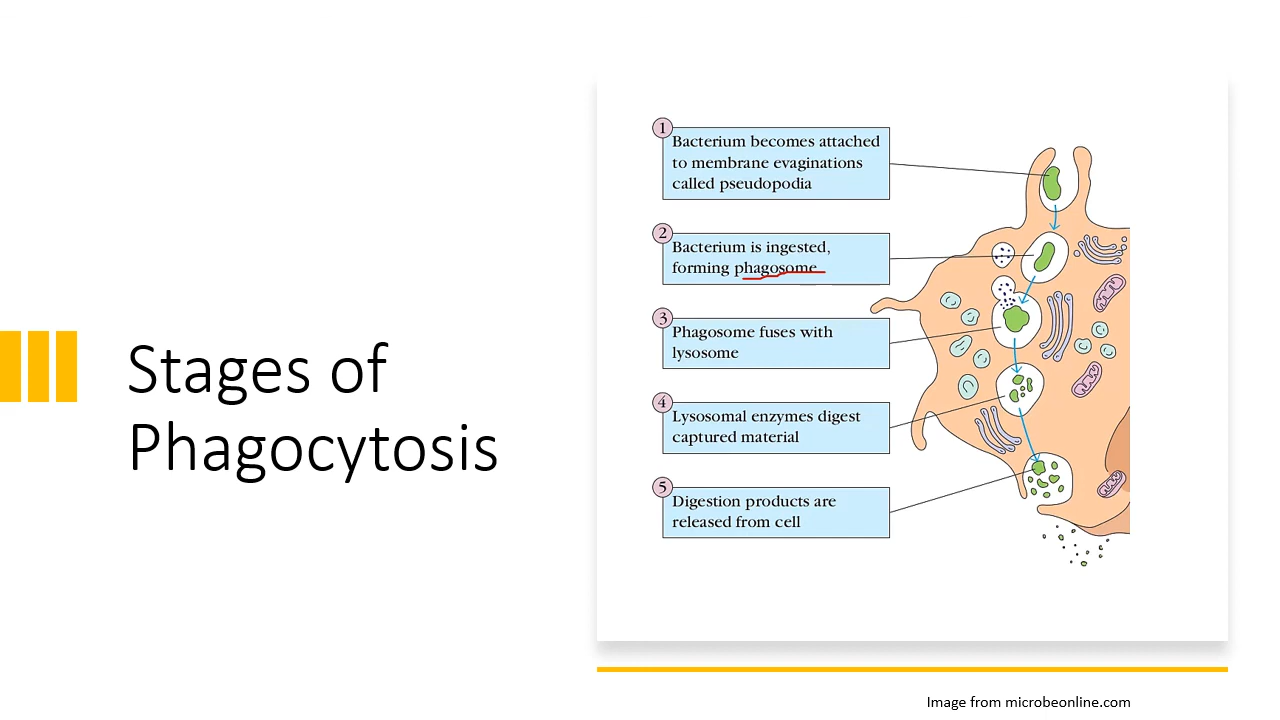 Stages of
Phagocytosis
1
Bacterium becomes attached
to membrane evaginations
called pseudopodia
2
Bacterium is ingested,
forming phagosome
3
Phagosome fuses with
lysosome
4
Lysosomal enzymes digest
captured material
5
Digestion products are
released from cell
Image from microbeonline.com